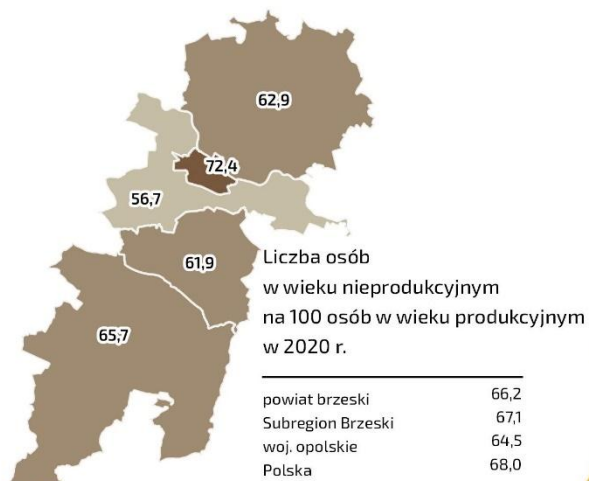 62,9
72,4
56,7
61,9
65,7
Liczba osób
w wieku nieprodukcyjnym
na 100 osób w wieku produkcyjnym
w 2020 r.
powiat brzeski 66,2
Subregion Brzeski 67,1
woj. opolskie 64,5
Polska 68,0